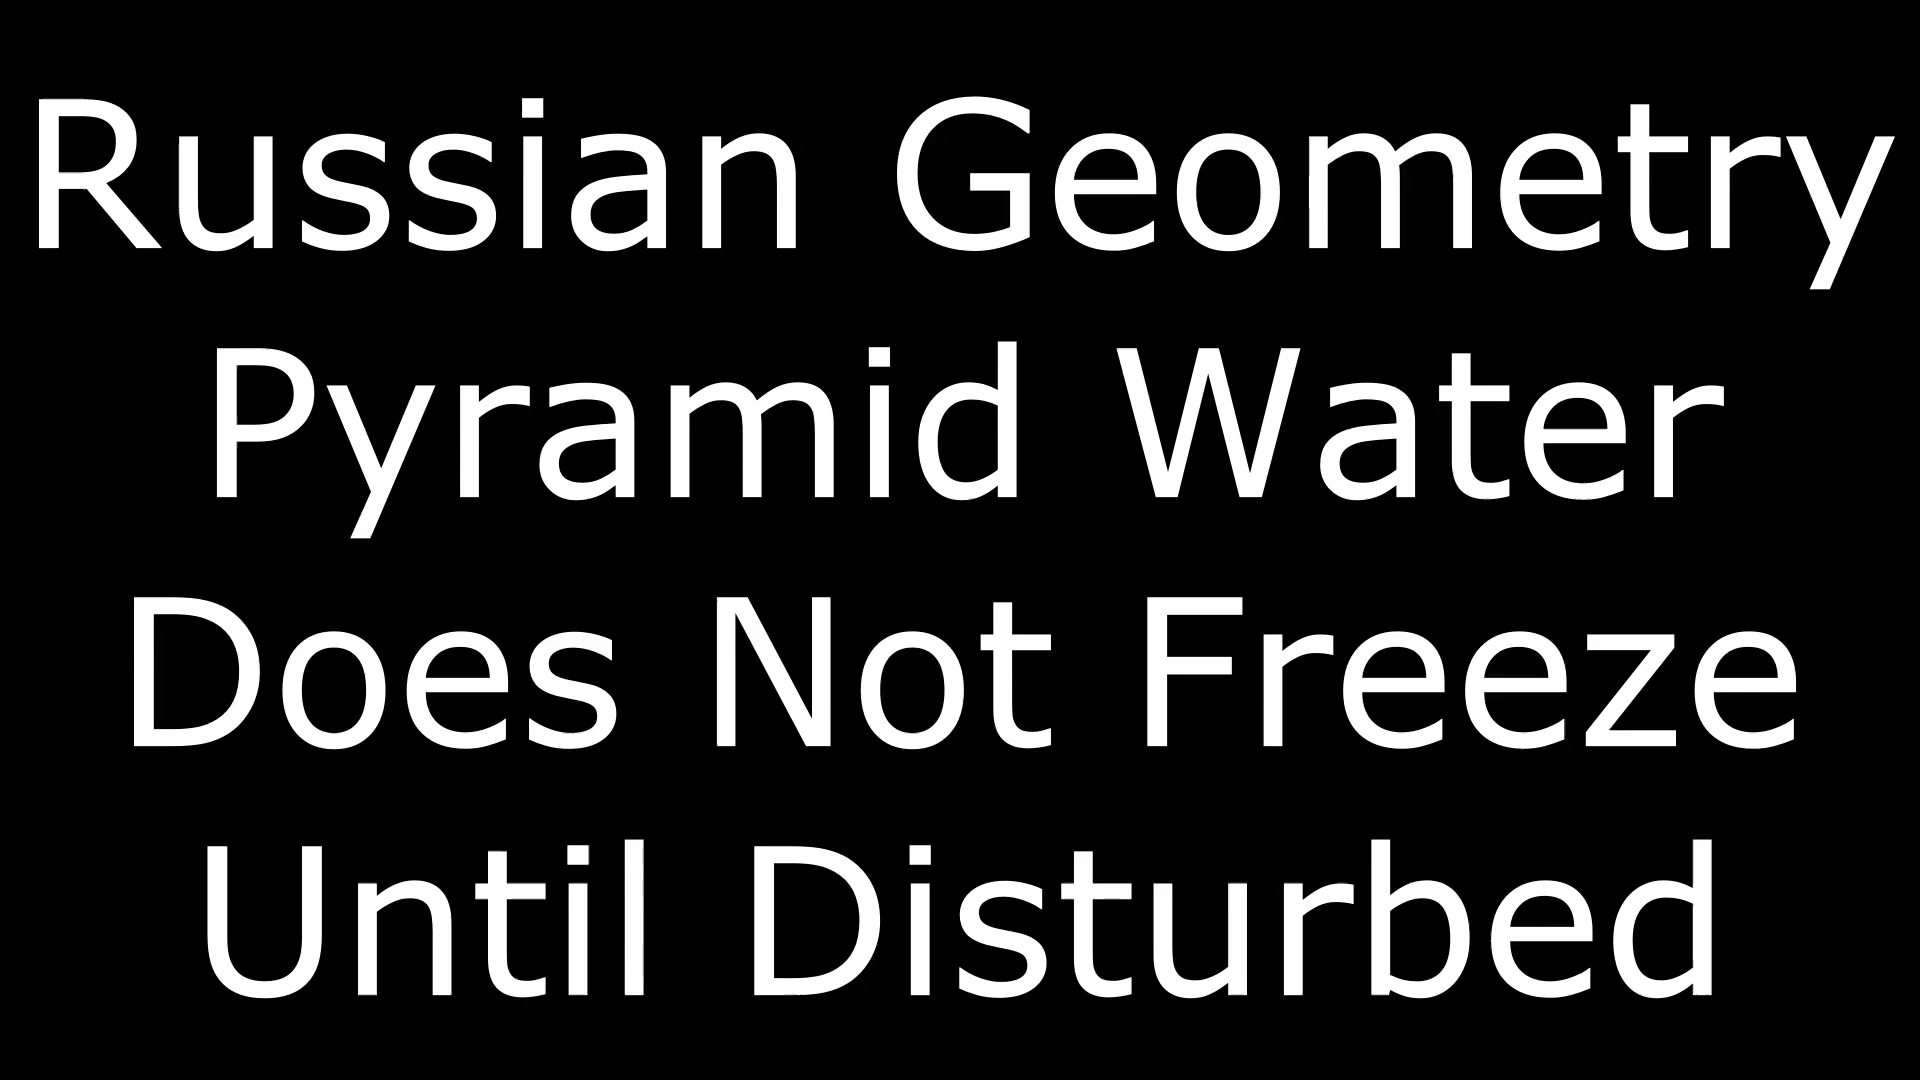 Russian Geometry
Pyramid Water
Does Not Freeze
Until Disturbed